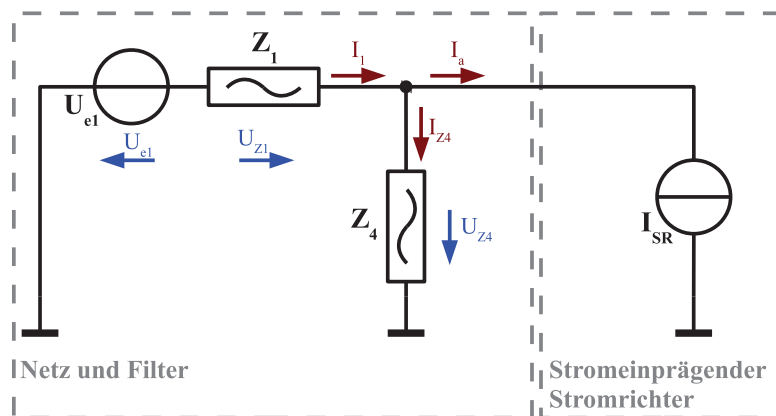 Z1
I1
Ia
Ue1
Ue1
UZ1
IZ4
Z4
UZ4
ISR
Netz und Filter
Stromeinprägender
Stromrichter